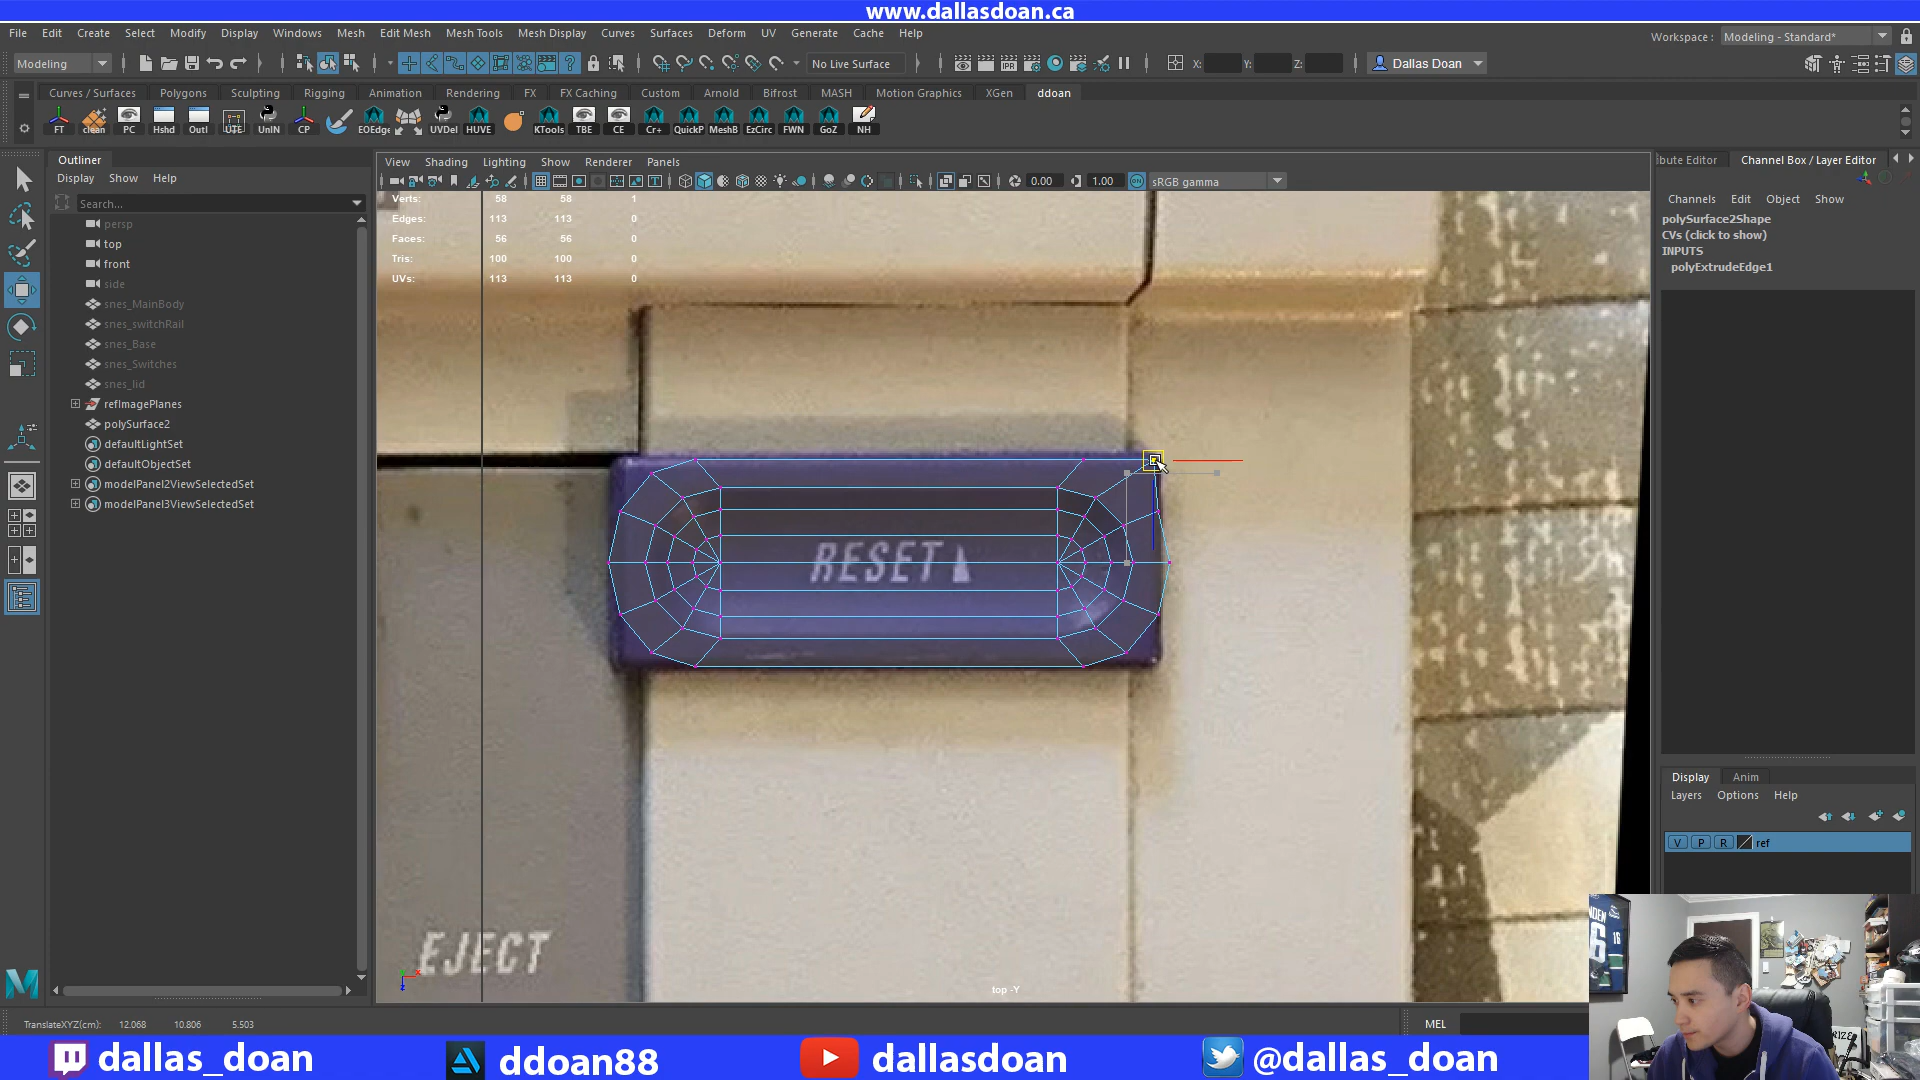 www.dallasdoan.ca
File Edit Create Select Modify Display Windows Mesh Edit Mesh Mesh Tools Mesh Display Curves Surfaces Deform UV Generate Cache Help
Workspace : Modeling - Standard*
Modeling No Live Surface X: Y: Z: Dallas Doan
Curves / Surfaces Polygons Sculpting Rigging Animation Rendering FX FX Caching Custom Arnold Bifrost MASH Motion Graphics XGen ddoan
FT clean PC Hshd Outl UTE UnIN CP EOEdge UVDel HUVE KTools TBE CE Cr+ QuickP MeshB EzCirc FWN GoZ NH
Outliner
Display Show Help
Search...
persp
top
front
side
snes_MainBody
snes_switchRail
snes_Base
snes_Switches
snes_lid
refImagePlanes
polySurface2
defaultLightSet
defaultObjectSet
modelPanel2ViewSelectedSet
modelPanel3ViewSelectedSet
View Shading Lighting Show Renderer Panels
0.00 1.00 ON sRGB gamma
Verts: 58 58 1
Edges: 113 113 0
Faces: 56 56 0
Tris: 100 100 0
UVs: 113 113 0
RESET
EJECT
top -Y
bute Editor Channel Box / Layer Editor
Channels Edit Object Show
polySurface2Shape
CVs (click to show)
INPUTS
polyExtrudeEdge1
Display Anim
Layers Options Help
V P R ref
TranslateXYZ(cm): 12.068 10.806 5.503
MEL
dallas_doan ddoan88 dallasdoan @dallas_doan